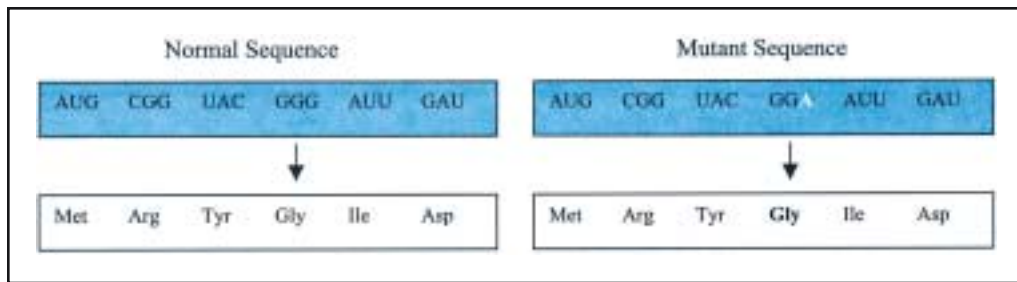 Normal Sequence
AUG CGG UAC GGG AUU GAU
Met Arg Tyr Gly Ile Asp
Mutant Sequence
AUG CGG UAC GGA AUU GAU
Met Arg Tyr Gly Ile Asp